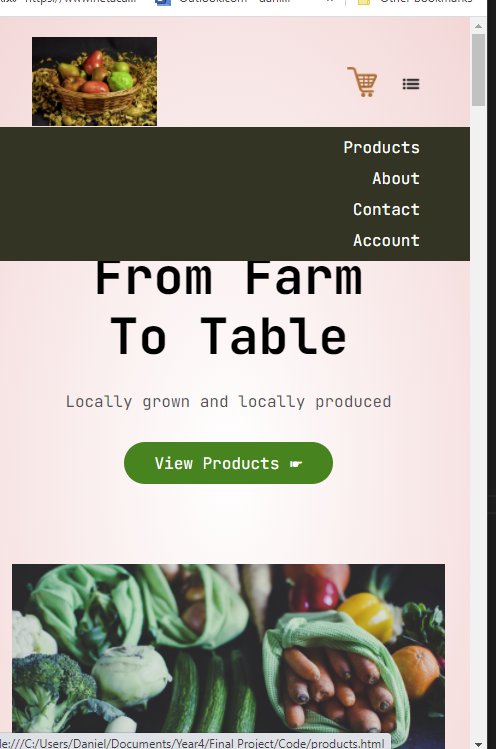 Products
About
Contact
Account
From Farm
To Table
Locally grown and locally produced
View Products ☛
le:///C:/Users/Daniel/Documents/Year4/Final Project/Code/products.html